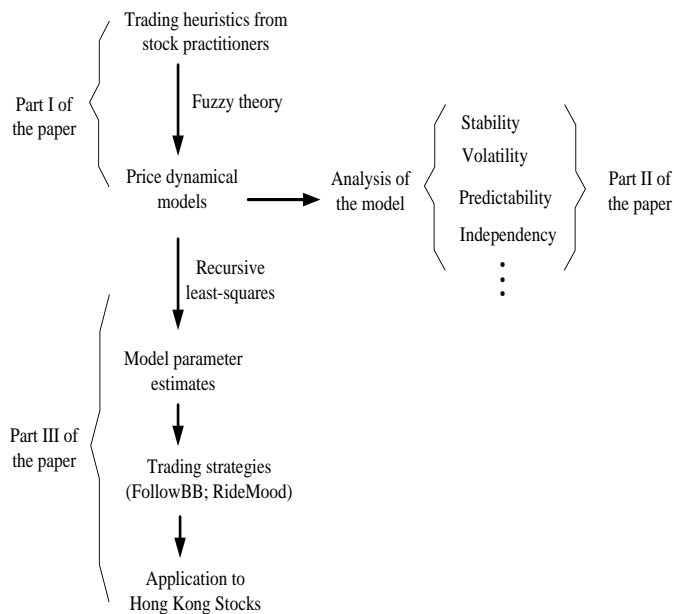 Trading heuristics from
stock practitioners
Part I of
the paper
Fuzzy theory
Price dynamical
models
Analysis of
the model
Stability
Volatility
Predictability
Independency
Part II of
the paper
Recursive
least-squares
Part III of
the paper
Model parameter
estimates
Trading strategies
(FollowBB; RideMood)
Application to
Hong Kong Stocks